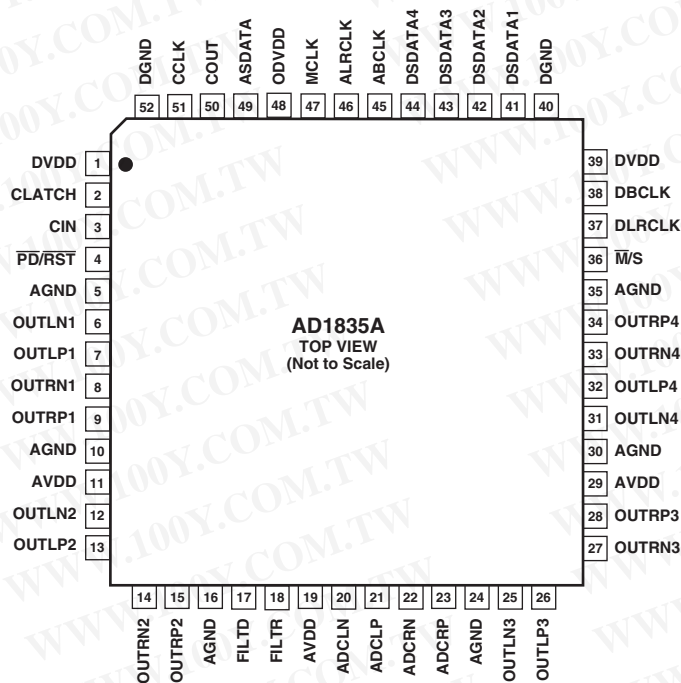 DGND
CCLK
COUT
ASDATA
ODVDD
MCLK
ALRCLK
ABCLK
DSDATA4
DSDATA3
DSDATA2
DSDATA1
DGND
52 51 50 49 48 47 46 45 44 43 42 41 40
DVDD 1
CLATCH 2
CIN 3
PD/RST 4
AGND 5
OUTLN1 6
OUTLP1 7
OUTRN1 8
OUTRP1 9
AGND 10
AVDD 11
OUTLN2 12
OUTLP2 13
AD1835A
TOP VIEW
(Not to Scale)
39 DVDD
38 DBCLK
37 DLRCLK
36 M/S
35 AGND
34 OUTRP4
33 OUTRN4
32 OUTLP4
31 OUTLN4
30 AGND
29 AVDD
28 OUTRP3
27 OUTRN3
14 15 16 17 18 19 20 21 22 23 24 25 26
OUTRN2
OUTRP2
AGND
FILTD
FILTR
AVDD
ADCLN
ADCLP
ADCRN
ADCRP
AGND
OUTLN3
OUTLP3
WWW.100Y.COM.TW